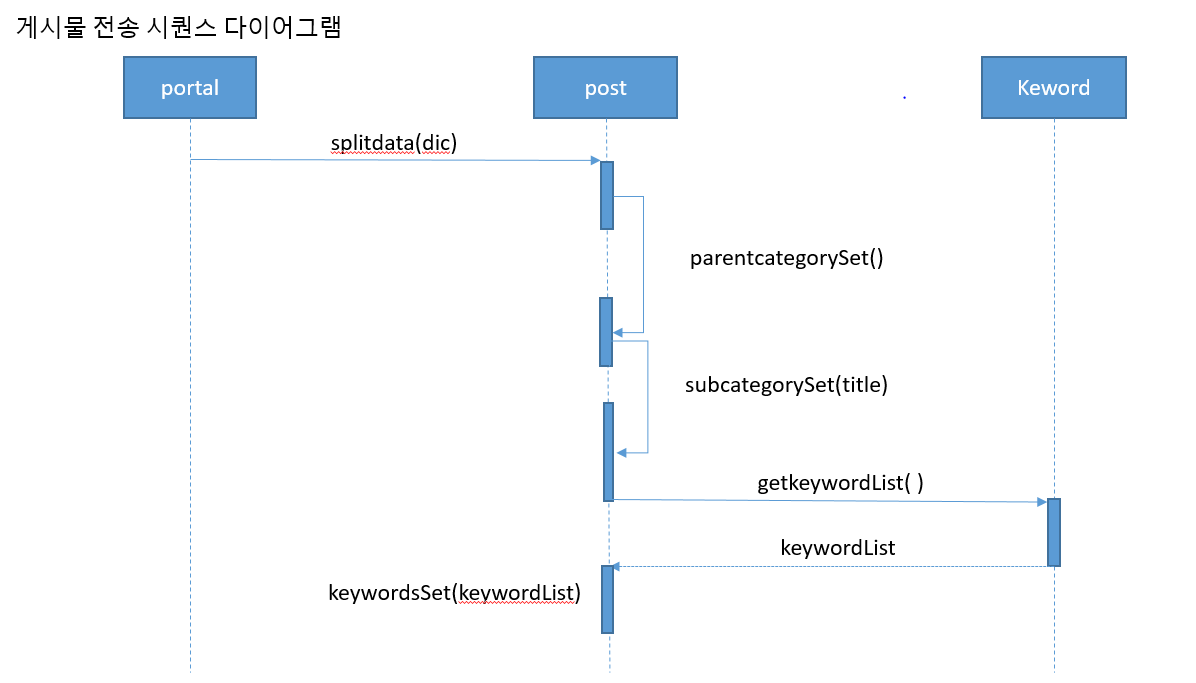 게시물 전송 시퀀스 다이어그램
portal
post
Keword
splitdata(dic)
parentcategorySet()
subcategorySet(title)
getkeywordList( )
keywordList
keywordsSet(keywordList)